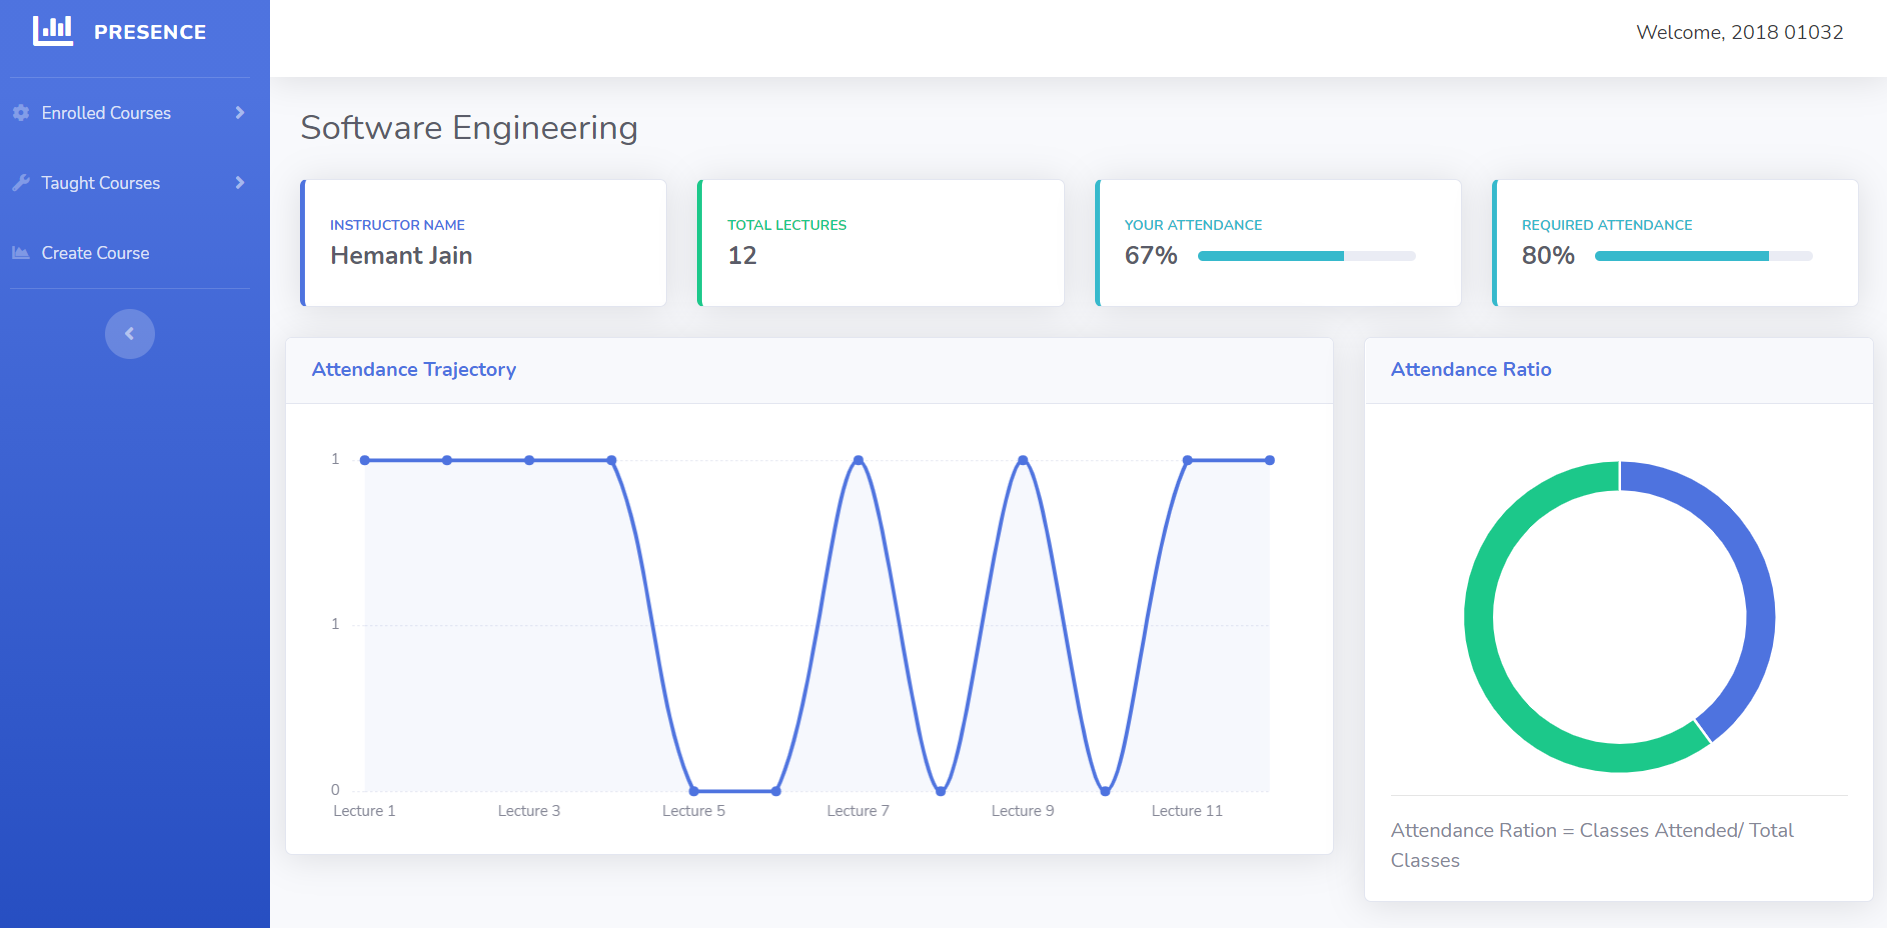 PRESENCE
Welcome, 2018 01032
Enrolled Courses
Taught Courses
Create Course
Software Engineering
INSTRUCTOR NAME
Hemant Jain
TOTAL LECTURES
12
YOUR ATTENDANCE
67%
REQUIRED ATTENDANCE
80%
Attendance Trajectory
1
1
0
Lecture 1 Lecture 3 Lecture 5 Lecture 7 Lecture 9 Lecture 11
Attendance Ratio
Attendance Ration = Classes Attended/ Total
Classes